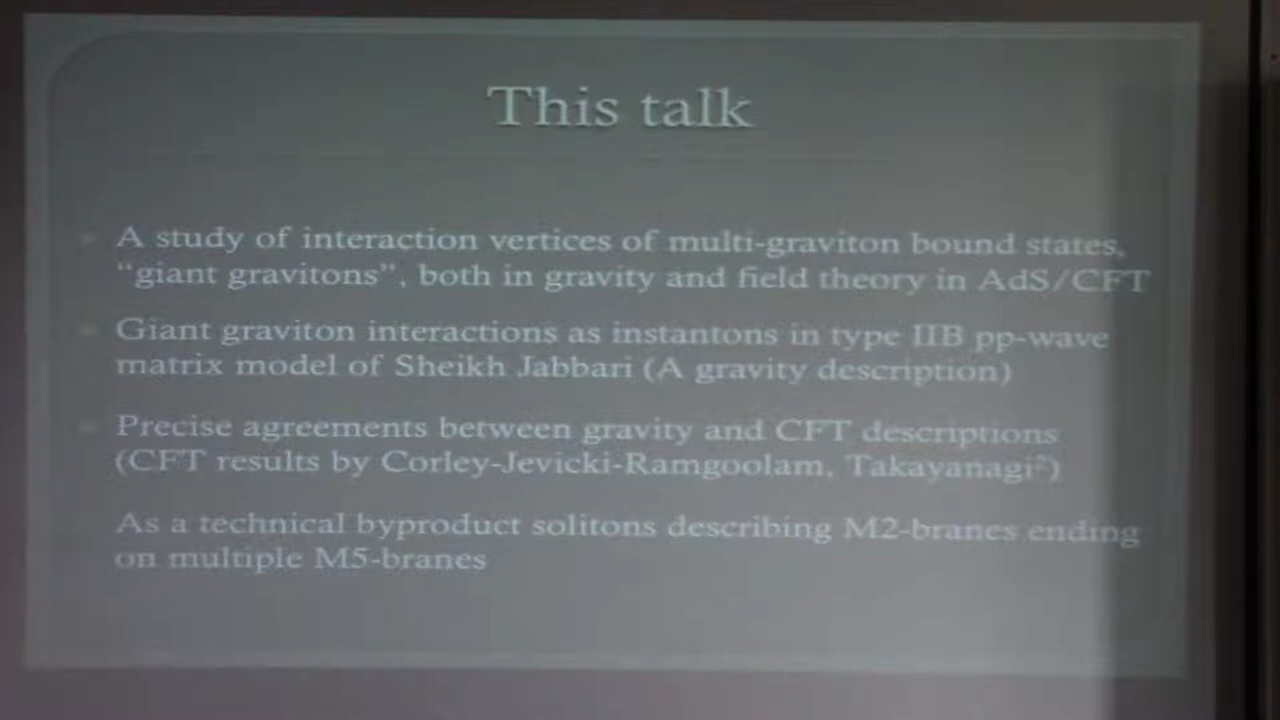 This talk
A study of interaction vertices of multi-graviton bound states,
“giant gravitons”, both in gravity and field theory in AdS/CFT
Giant graviton interactions as instantons in type IIB pp-wave
matrix model of Sheikh Jabbari (A gravity description)
Precise agreements between gravity and CFT descriptions
(CFT results by Corley-Jevicki-Ramgoolam, Takayanagi²)
As a technical byproduct solitons describing M2-branes ending
on multiple M5-branes